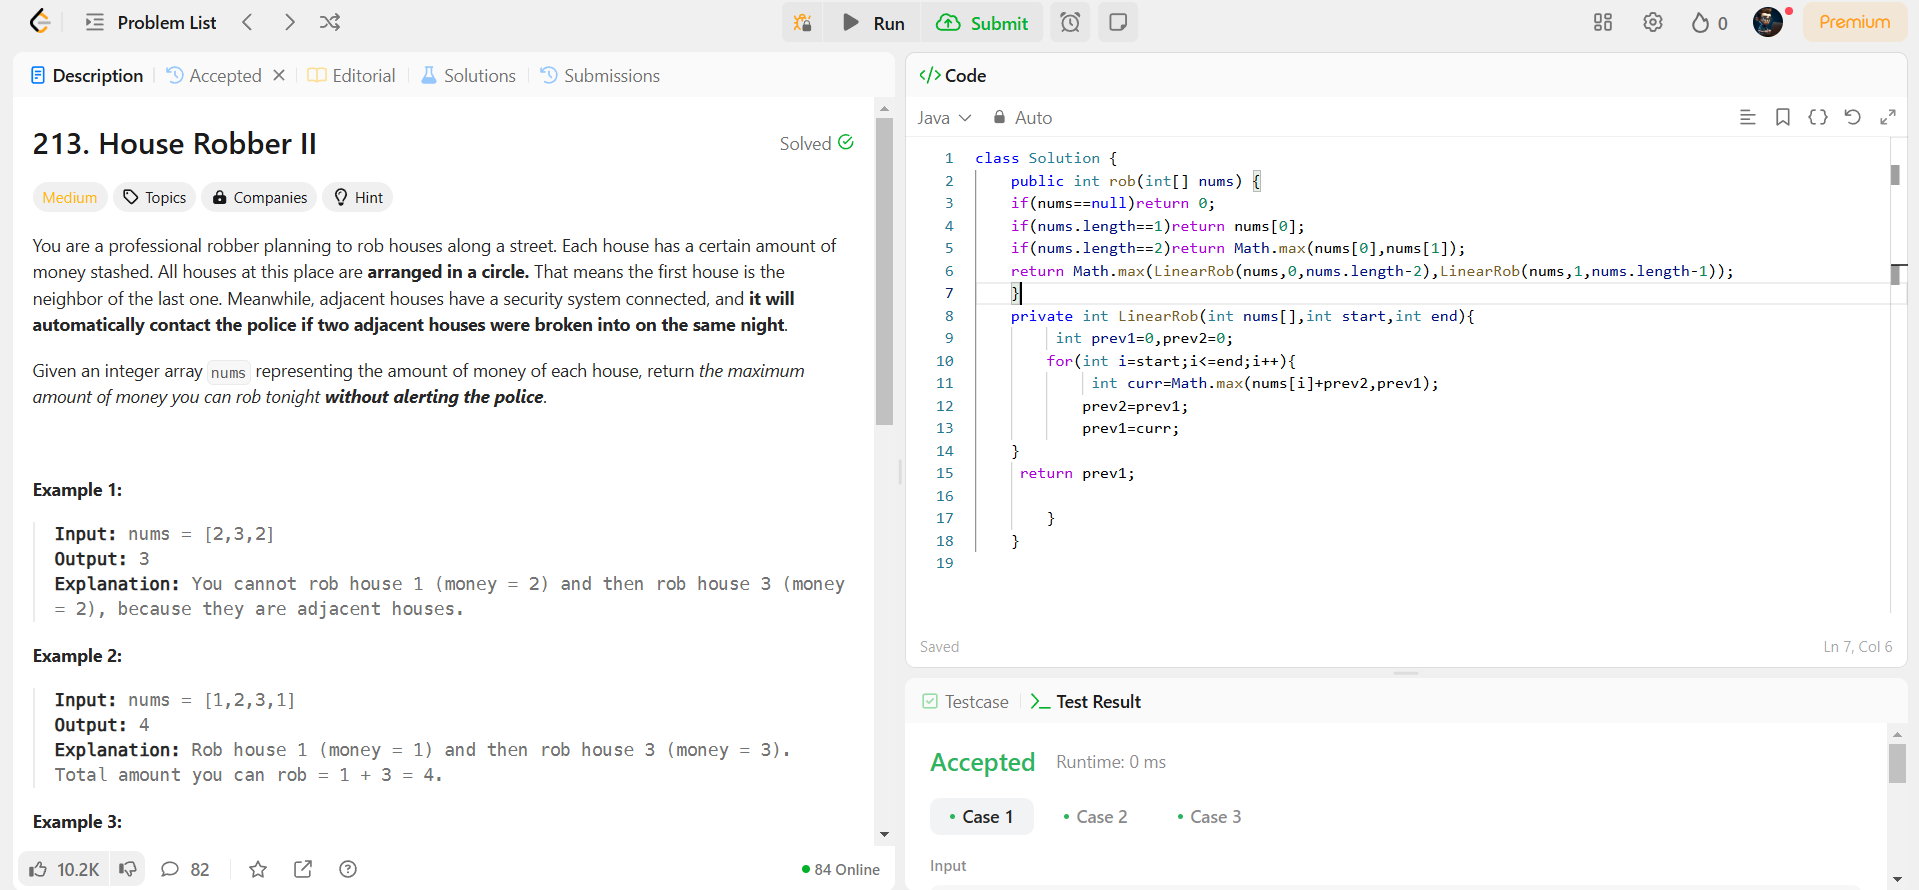 Problem List
Run
Submit
0
Premium
Description
Accepted
Editorial
Solutions
Submissions
213. House Robber II
Solved
Medium
Topics
Companies
Hint
You are a professional robber planning to rob houses along a street. Each house has a certain amount of
money stashed. All houses at this place are arranged in a circle. That means the first house is the
neighbor of the last one. Meanwhile, adjacent houses have a security system connected, and it will
automatically contact the police if two adjacent houses were broken into on the same night.
Given an integer array nums representing the amount of money of each house, return the maximum
amount of money you can rob tonight without alerting the police.
Example 1:
Input: nums = [2,3,2]
Output: 3
Explanation: You cannot rob house 1 (money = 2) and then rob house 3 (money
= 2), because they are adjacent houses.
Example 2:
Input: nums = [1,2,3,1]
Output: 4
Explanation: Rob house 1 (money = 1) and then rob house 3 (money = 3).
Total amount you can rob = 1 + 3 = 4.
Example 3:
10.2K
82
84 Online
</> Code
Java
Auto
1 class Solution {
2 public int rob(int[] nums) {
3 if(nums==null)return 0;
4 if(nums.length==1)return nums[0];
5 if(nums.length==2)return Math.max(nums[0],nums[1]);
6 return Math.max(LinearRob(nums,0,nums.length-2),LinearRob(nums,1,nums.length-1));
7 }
8 private int LinearRob(int nums[],int start,int end){
9 int prev1=0,prev2=0;
10 for(int i=start;i<=end;i++){
11 int curr=Math.max(nums[i]+prev2,prev1);
12 prev2=prev1;
13 prev1=curr;
14 }
15 return prev1;
16
17 }
18 }
19
Saved
Ln 7, Col 6
Testcase
Test Result
Accepted
Runtime: 0 ms
Case 1
Case 2
Case 3
Input